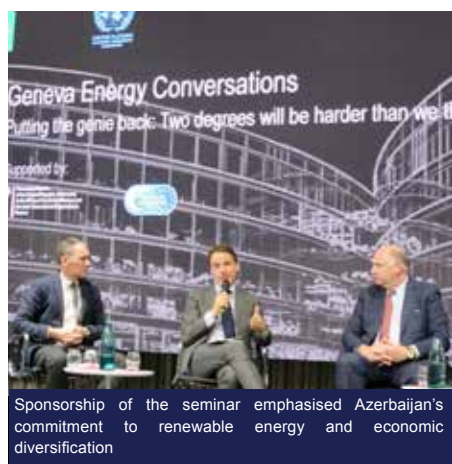 Geneva Energy Conversations
Putting the genie back: Two degrees will be harder than we th
Supported by:
Sponsorship of the seminar emphasised Azerbaijan's
commitment to renewable energy and economic
diversification